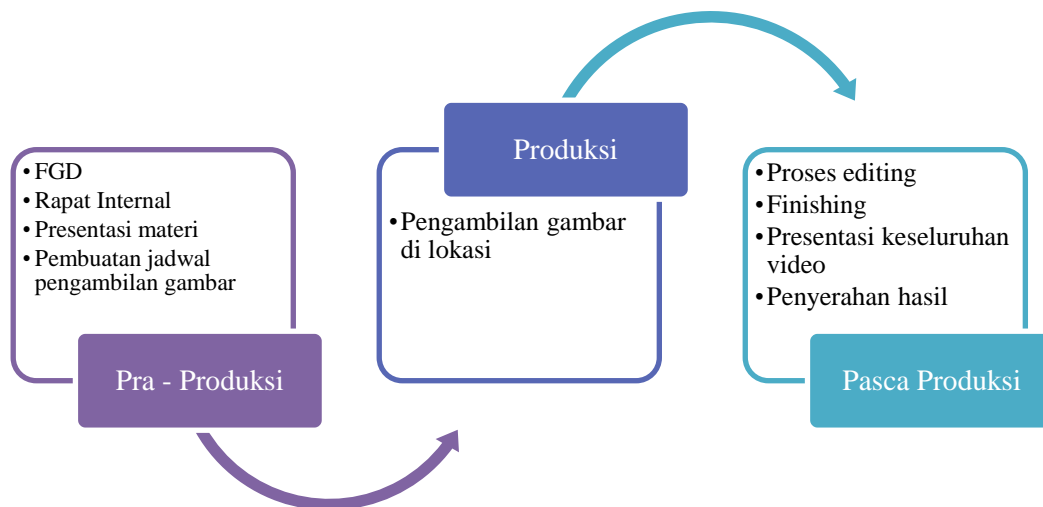 • FGD
• Rapat Internal
• Presentasi materi
• Pembuatan jadwal
pengambilan gambar
Pra - Produksi
Produksi
• Pengambilan gambar
di lokasi
• Proses editing
• Finishing
• Presentasi keseluruhan
video
• Penyerahan hasil
Pasca Produksi